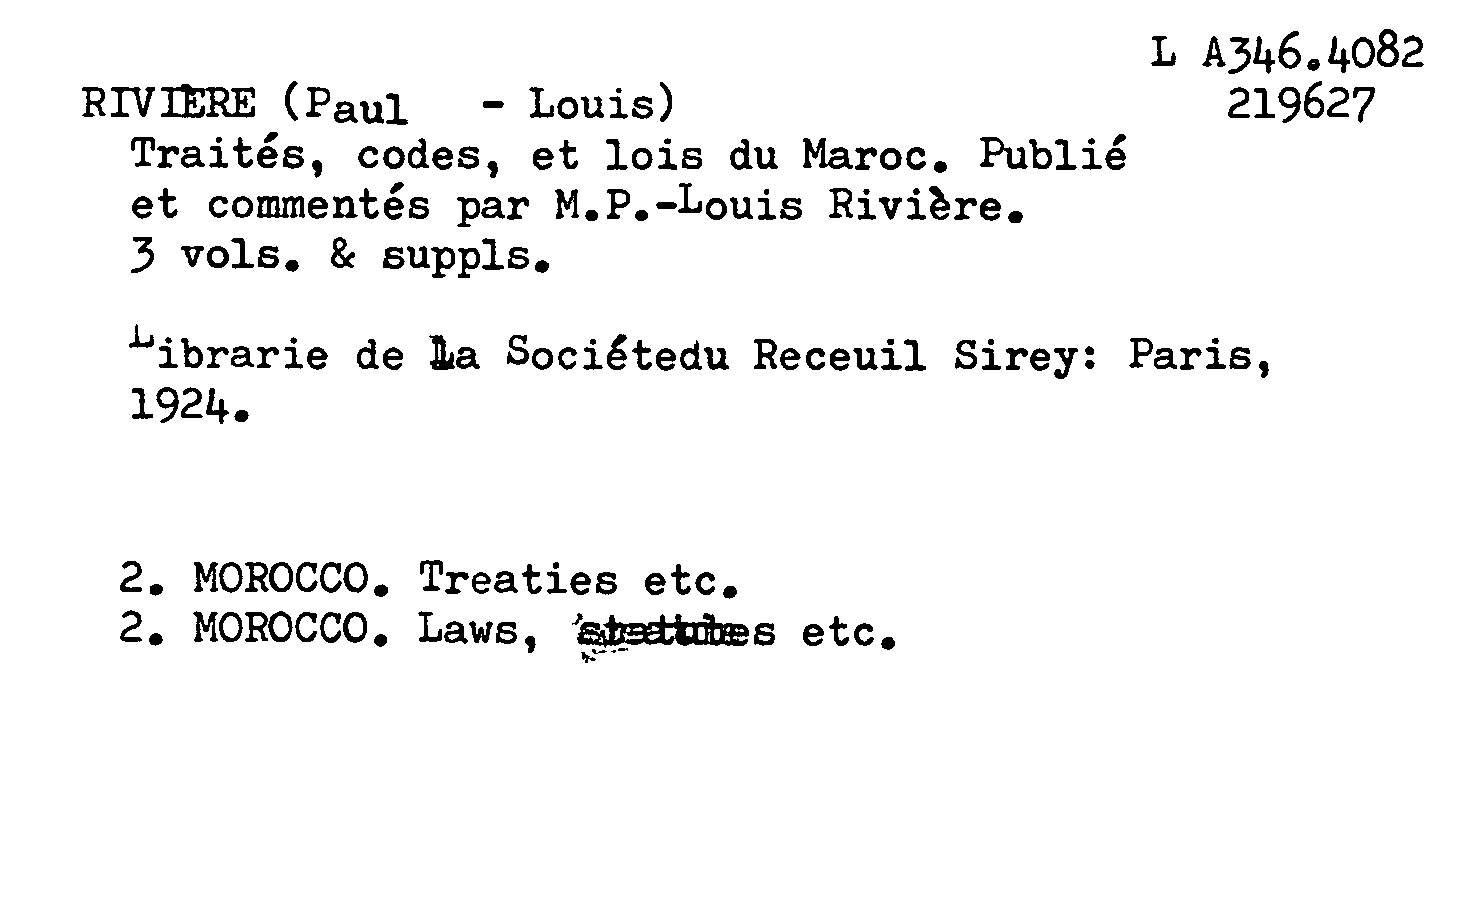 L A346.4082
RIVIÈRE (Paul - Louis) 219627
Traités, codes, et lois du Maroc. Publié
et commentés par M.P.-Louis Rivière.
3 vols. & suppls.
Librarie de La Sociétedu Receuil Sirey: Paris,
1924.
2. MOROCCO. Treaties etc.
2. MOROCCO. Laws, etc.